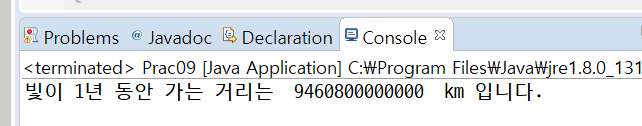 Problems @ Javadoc Declaration Console
<terminated> Prac09 [Java Application] C:₩Program Files₩Java₩jre1.8.0_131
빛이 1년 동안 가는 거리는  9460800000000  km 입니다.